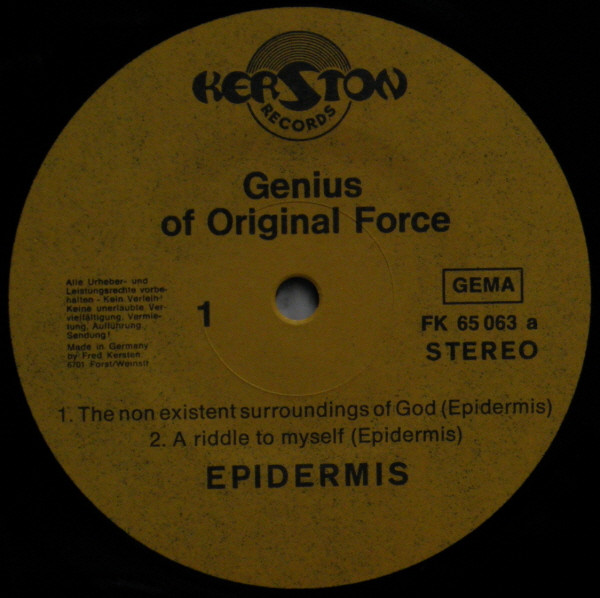 KERSTON
RECORDS
Genius
of Original Force
Alle Urheber- und
Leistungsrechte vorbe-
halten - Kein Verleih!
Keine unerlaubte Ver-
vielfältigung, Vermie-
tung, Aufführung,
Sendung!
Made in Germany
by Fred Kerston
6701 Forst/Weinstr
1
GEMA
FK 65 063 a
STEREO
1. The non existent surroundings of God (Epidermis)
2. A riddle to myself (Epidermis)
EPIDERMIS